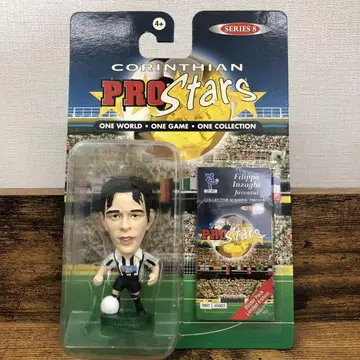 4+
SERIES 8
CORINTHIAN
PRO Stars
ONE WORLD • ONE GAME • ONE COLLECTION
Filippo
Inzaghi
Juventus
PRO Stars